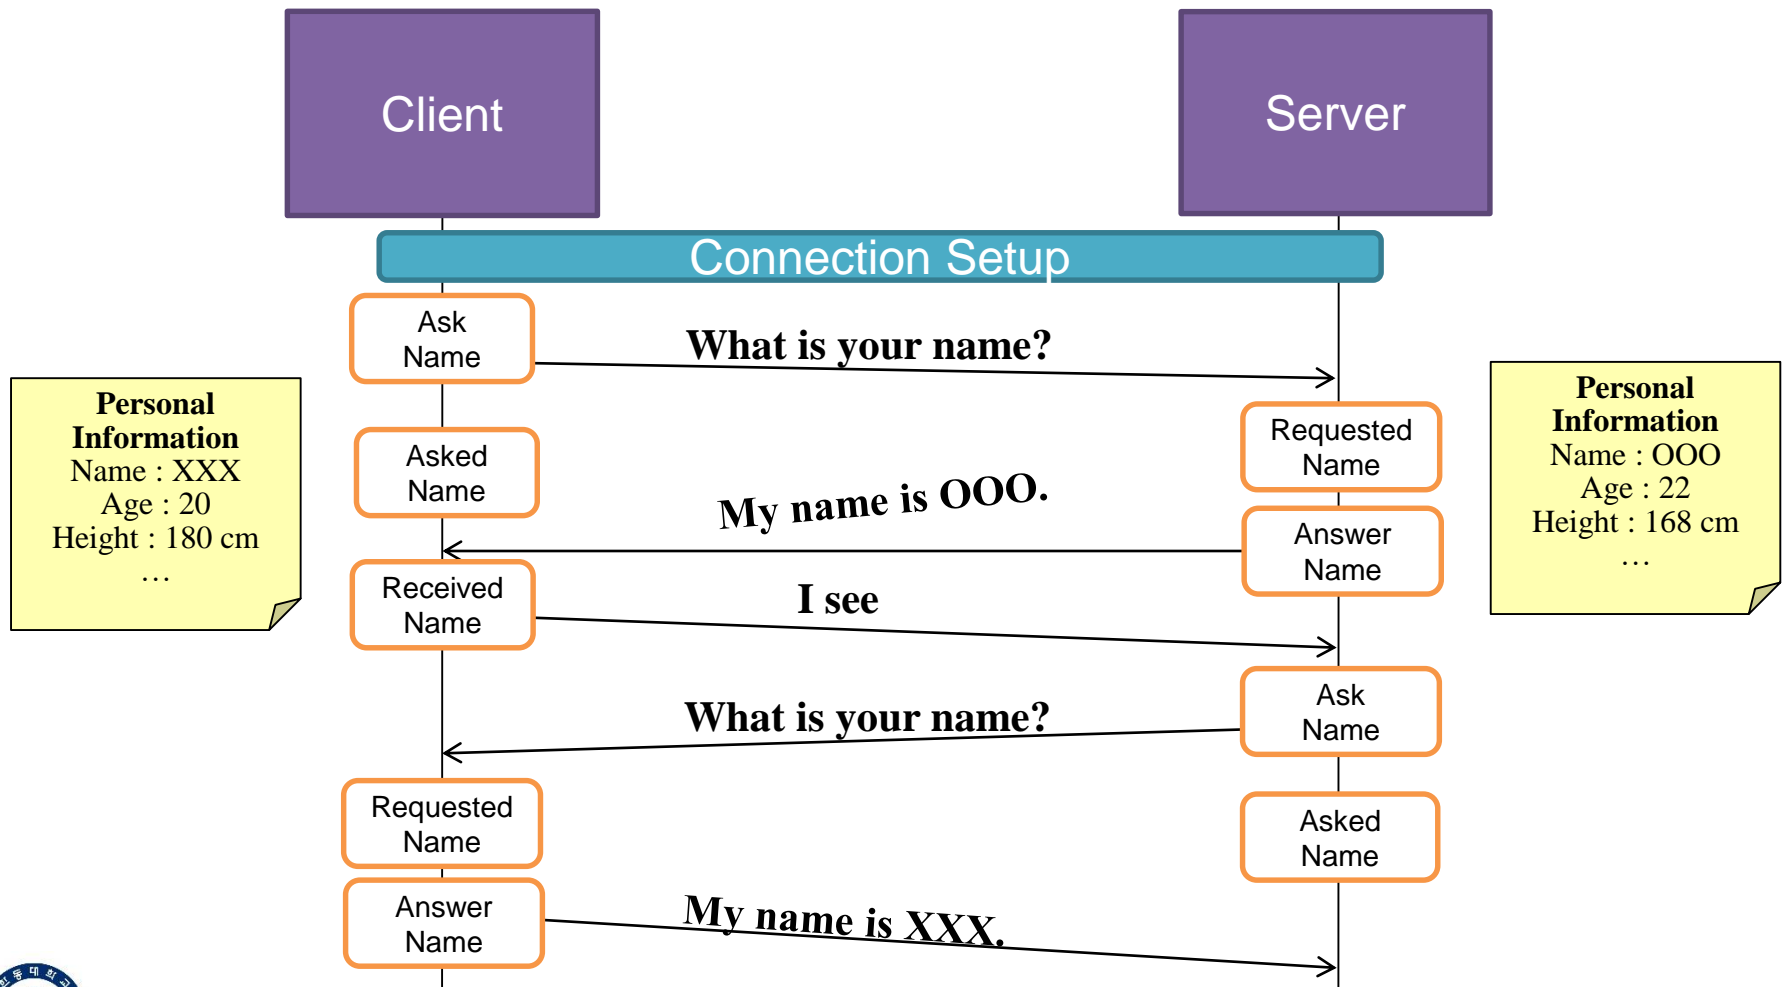 Client
Server
Connection Setup
Ask
Name
What is your name?
Personal
Information
Name : XXX
Age : 20
Height : 180 cm
…
Personal
Information
Name : OOO
Age : 22
Height : 168 cm
…
Asked
Name
Requested
Name
My name is OOO.
Answer
Name
Received
Name
I see
Ask
Name
What is your name?
Requested
Name
Asked
Name
Answer
Name
My name is XXX.